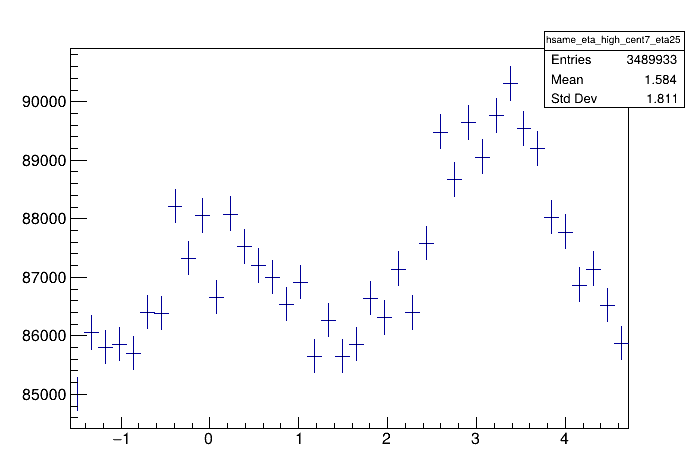 hsame_eta_high_cent7_eta25
Entries 3489933
Mean 1.584
Std Dev 1.811
90000
89000
88000
87000
86000
85000
−1 0 1 2 3 4